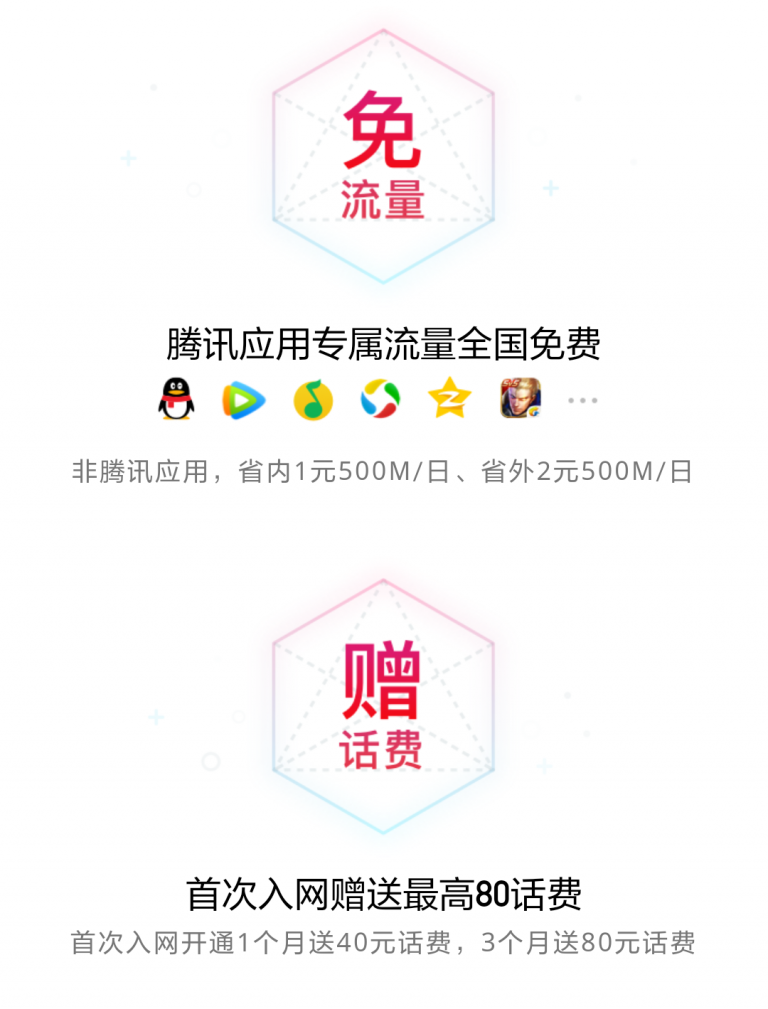 免
流量
腾讯应用专属流量全国免费
非腾讯应用，省内1元500M/日、省外2元500M/日
赠
话费
首次入网赠送最高80话费
首次入网开通1个月送40元话费，3个月送80元话费